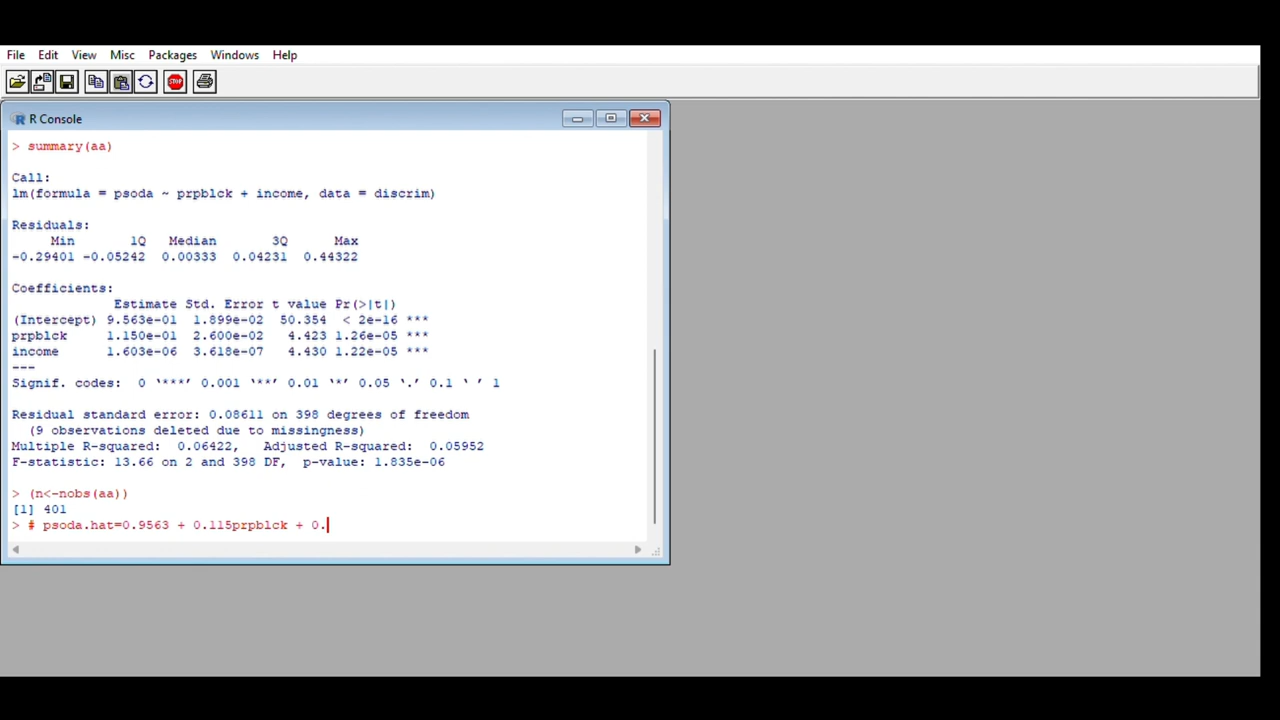 File Edit View Misc Packages Windows Help
STOP
R Console
> summary(aa)
Call:
lm(formula = psoda ~ prpblck + income, data = discrim)
Residuals:
Min 1Q Median 3Q Max
-0.29401 -0.05242 0.00333 0.04231 0.44322
Coefficients:
Estimate Std. Error t value Pr(>|t|)
(Intercept) 9.563e-01 1.899e-02 50.354 < 2e-16 ***
prpblck 1.150e-01 2.600e-02 4.423 1.26e-05 ***
income 1.603e-06 3.618e-07 4.430 1.22e-05 ***
---
Signif. codes: 0 ‘***’ 0.001 ‘**’ 0.01 ‘*’ 0.05 ‘.’ 0.1 ‘ ’ 1
Residual standard error: 0.08611 on 398 degrees of freedom
(9 observations deleted due to missingness)
Multiple R-squared: 0.06422, Adjusted R-squared: 0.05952
F-statistic: 13.66 on 2 and 398 DF, p-value: 1.835e-06
> (n<-nobs(aa))
[1] 401
> # psoda.hat=0.9563 + 0.115prpblck + 0.